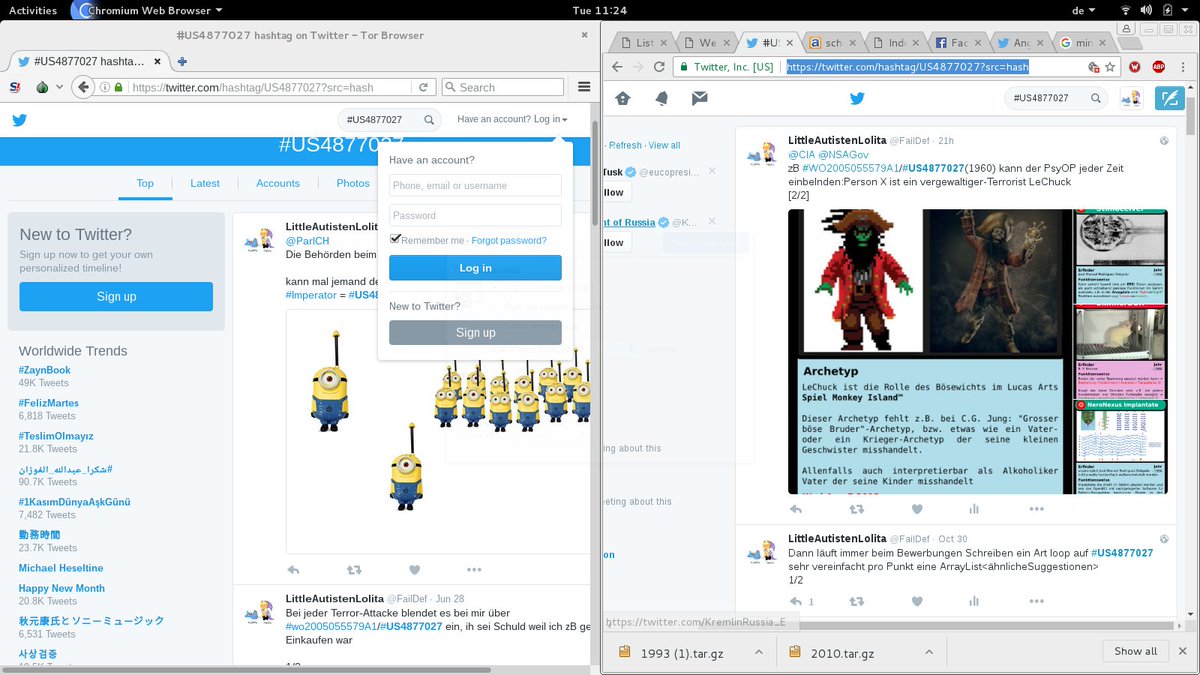 Activities
Chromium Web Browser
Tue 11:24
de
#US4877027 hashtag on Twitter – Tor Browser
#US4877027 hashta...
https://twitter.com/hashtag/US4877027?src=hash
Search
#US4877027
Have an account? Log in
#US4877027
Top
Latest
Accounts
Photos
Have an account?
Phone, email or username
Password
Remember me · Forgot password?
Log in
New to Twitter?
Sign up
New to Twitter?
Sign up now to get your own
personalized timeline!
Sign up
Worldwide Trends
#ZaynBook
49K Tweets
#FelizMartes
6,818 Tweets
#TeslimOlmayız
21.8K Tweets
#شكرا_عبدالله_الفوزان
90.7K Tweets
#1KasımDünyaAşkGünü
7,482 Tweets
勤務時間
23.7K Tweets
Michael Heseltine
Happy New Month
20.8K Tweets
秋元康氏とソニーミュージック
6,531 Tweets
사상검증
LittleAutistenLolit
@ParlCH
Die Behörden beim
kann mal jemand de
#Imperator = #US4
LittleAutistenLolita @FailDef · Jun 28
Bei jeder Terror-Attacke blendet es bei mir über
#wo2005055579A1/#US4877027 ein, ih sei Schuld weil ich zB ge
Einkaufen war
List
We
#U
sch
Ind
Fac
Ang
min
Twitter, Inc. [US]
https://twitter.com/hashtag/US4877027?src=hash
#US4877027
· Refresh · View all
Tusk @eucopresi...
llow
nt of Russia @K...
llow
ing about this
eeting about this
on
LittleAutistenLolita @FailDef · 21h
@CIA @NSAGov
zB #WO2005055579A1/#US4877027(1960) kann der PsyOP jeder Zeit
einbelnden:Person X ist ein vergewaltiger-Terrorist LeChuck
[2/2]
Archetyp
LeChuck ist die Rolle des Bösewichts im Lucas Arts
Spiel Monkey Island"
Dieser Archetyp fehlt z.B. bei C.G. Jung: "Grosser
böse Bruder"-Archetyp, bzw. etwas wie ein Vater-
oder ein Krieger-Archetyp der seine kleinen
Geschwister misshandelt.
Allenfalls auch interpretierbar als Alkoholiker
Vater der seine Kinder misshandelt
NeroNexus Implantate
LittleAutistenLolita @FailDef · Oct 30
Dann läuft immer beim Bewerbungen Schreiben ein Art loop auf #US4877027
sehr vereinfacht pro Punkt eine ArrayList<ähnlicheSuggestionen>
1/2
1
https://twitter.com/KremlinRussia_E
1993 (1).tar.gz
2010.tar.gz
Show all